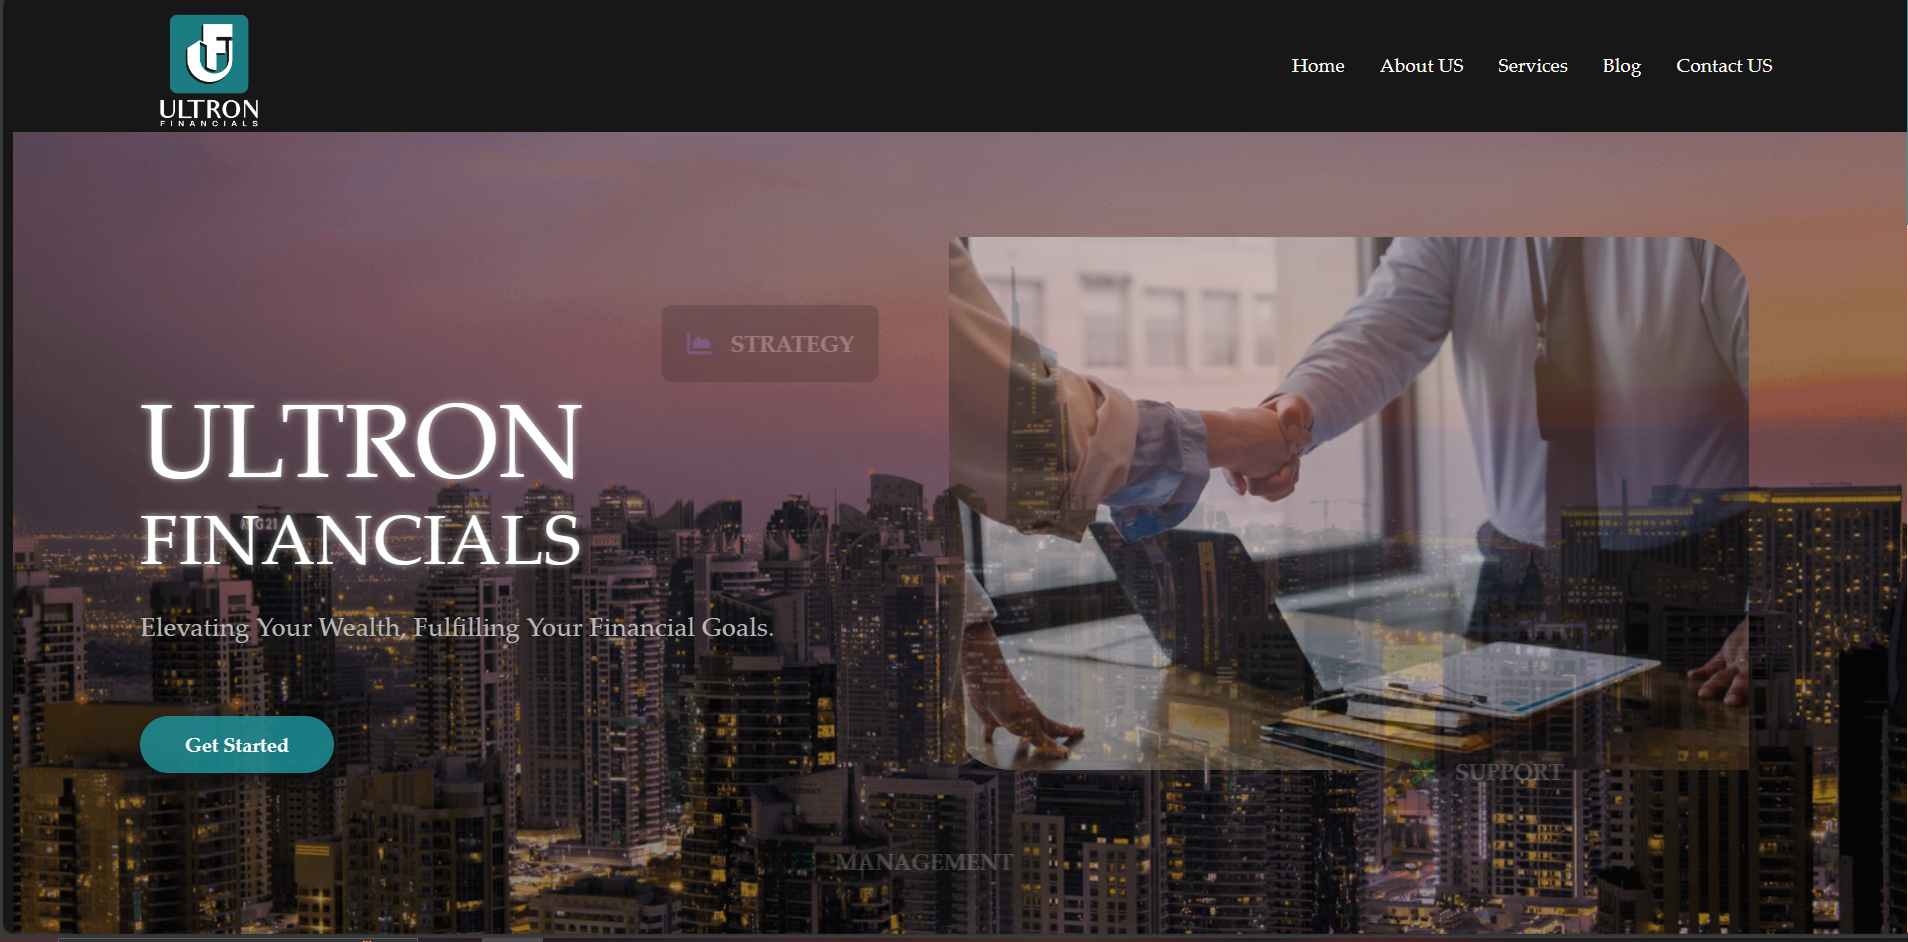 ULTRON
FINANCIALS
Home
About US
Services
Blog
Contact US
STRATEGY
ULTRON
FINANCIALS
Elevating Your Wealth, Fulfilling Your Financial Goals.
Get Started
SUPPORT
MANAGEMENT